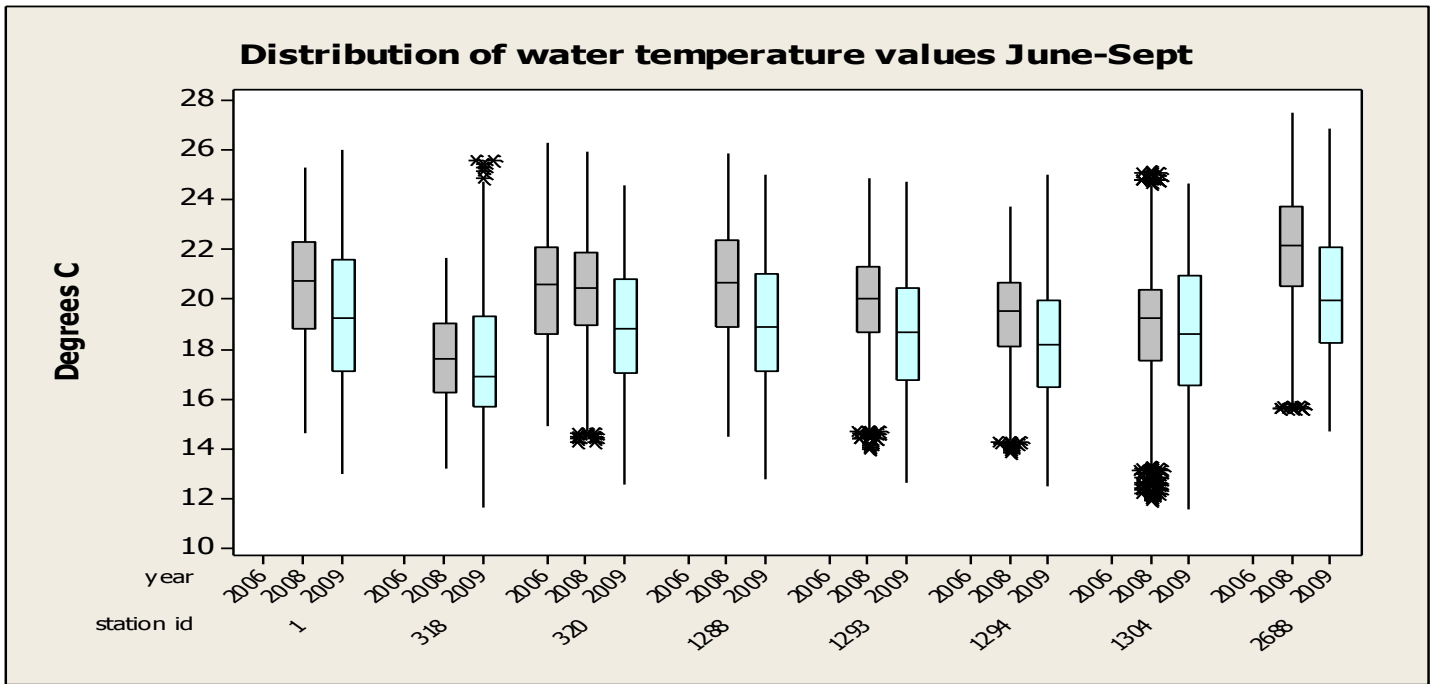 Distribution of water temperature values June-Sept
Degrees C
28
26
24
22
20
18
16
14
12
10
year 2006 2008 2009 2006 2008 2009 2006 2008 2009 2006 2008 2009 2006 2008 2009 2006 2008 2009 2006 2008 2009 2006 2008 2009
station id 1 318 320 1288 1293 1294 1304 2688